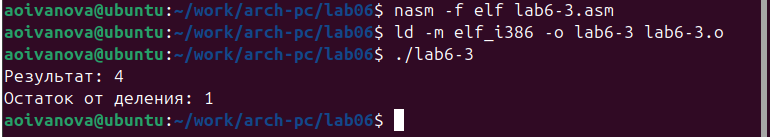 aoivanova@ubuntu:~/work/arch-pc/lab06$ nasm -f elf lab6-3.asm
aoivanova@ubuntu:~/work/arch-pc/lab06$ ld -m elf_i386 -o lab6-3 lab6-3.o
aoivanova@ubuntu:~/work/arch-pc/lab06$ ./lab6-3
Результат: 4
Остаток от деления: 1
aoivanova@ubuntu:~/work/arch-pc/lab06$